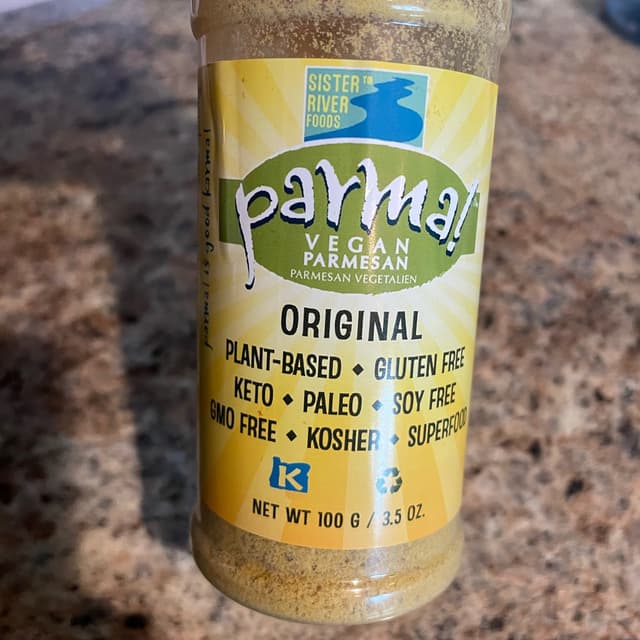 SISTER™
RIVER
FOODS
parma!
VEGAN
PARMESAN
PARMESAN VEGETALIEN
ORIGINAL
PLANT-BASED ◆ GLUTEN FREE
KETO ◆ PALEO ◆ SOY FREE
GMO FREE ◆ KOSHER ◆ SUPERFOOD
K
NET WT 100 G / 3.5 OZ.
parma! is good karma!